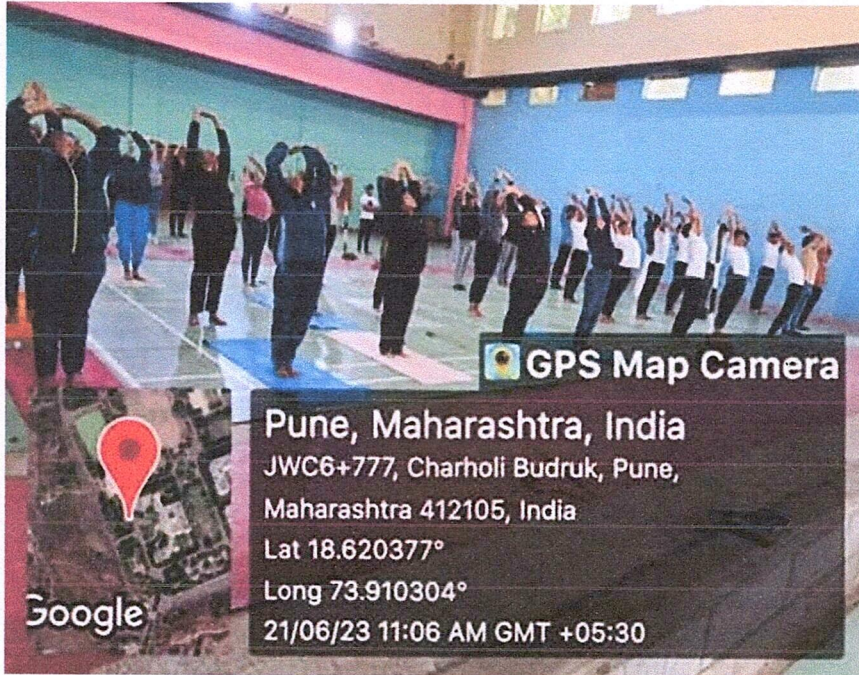 GPS Map Camera
Pune, Maharashtra, India
JWC6+777, Charholi Budruk, Pune,
Maharashtra 412105, India
Lat 18.620377°
Long 73.910304°
21/06/23 11:06 AM GMT +05:30
Google